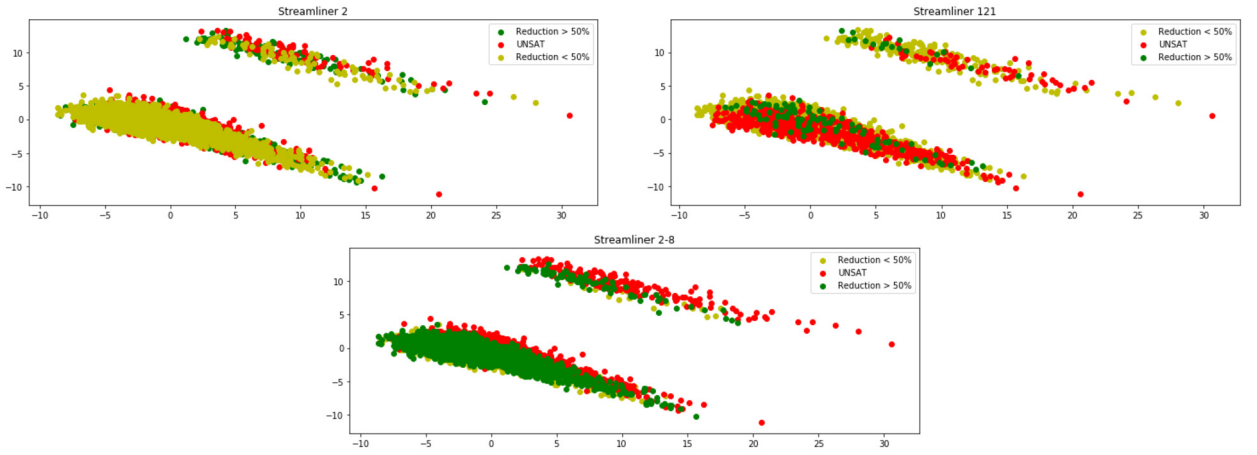 Streamliner 2
Reduction > 50%
UNSAT
Reduction < 50%
10
5
0
−5
−10
−10 −5 0 5 10 15 20 25 30
Streamliner 121
Reduction < 50%
UNSAT
Reduction > 50%
10
5
0
−5
−10
−10 −5 0 5 10 15 20 25 30
Streamliner 2-8
Reduction < 50%
UNSAT
Reduction > 50%
10
5
0
−5
−10
−10 −5 0 5 10 15 20 25 30